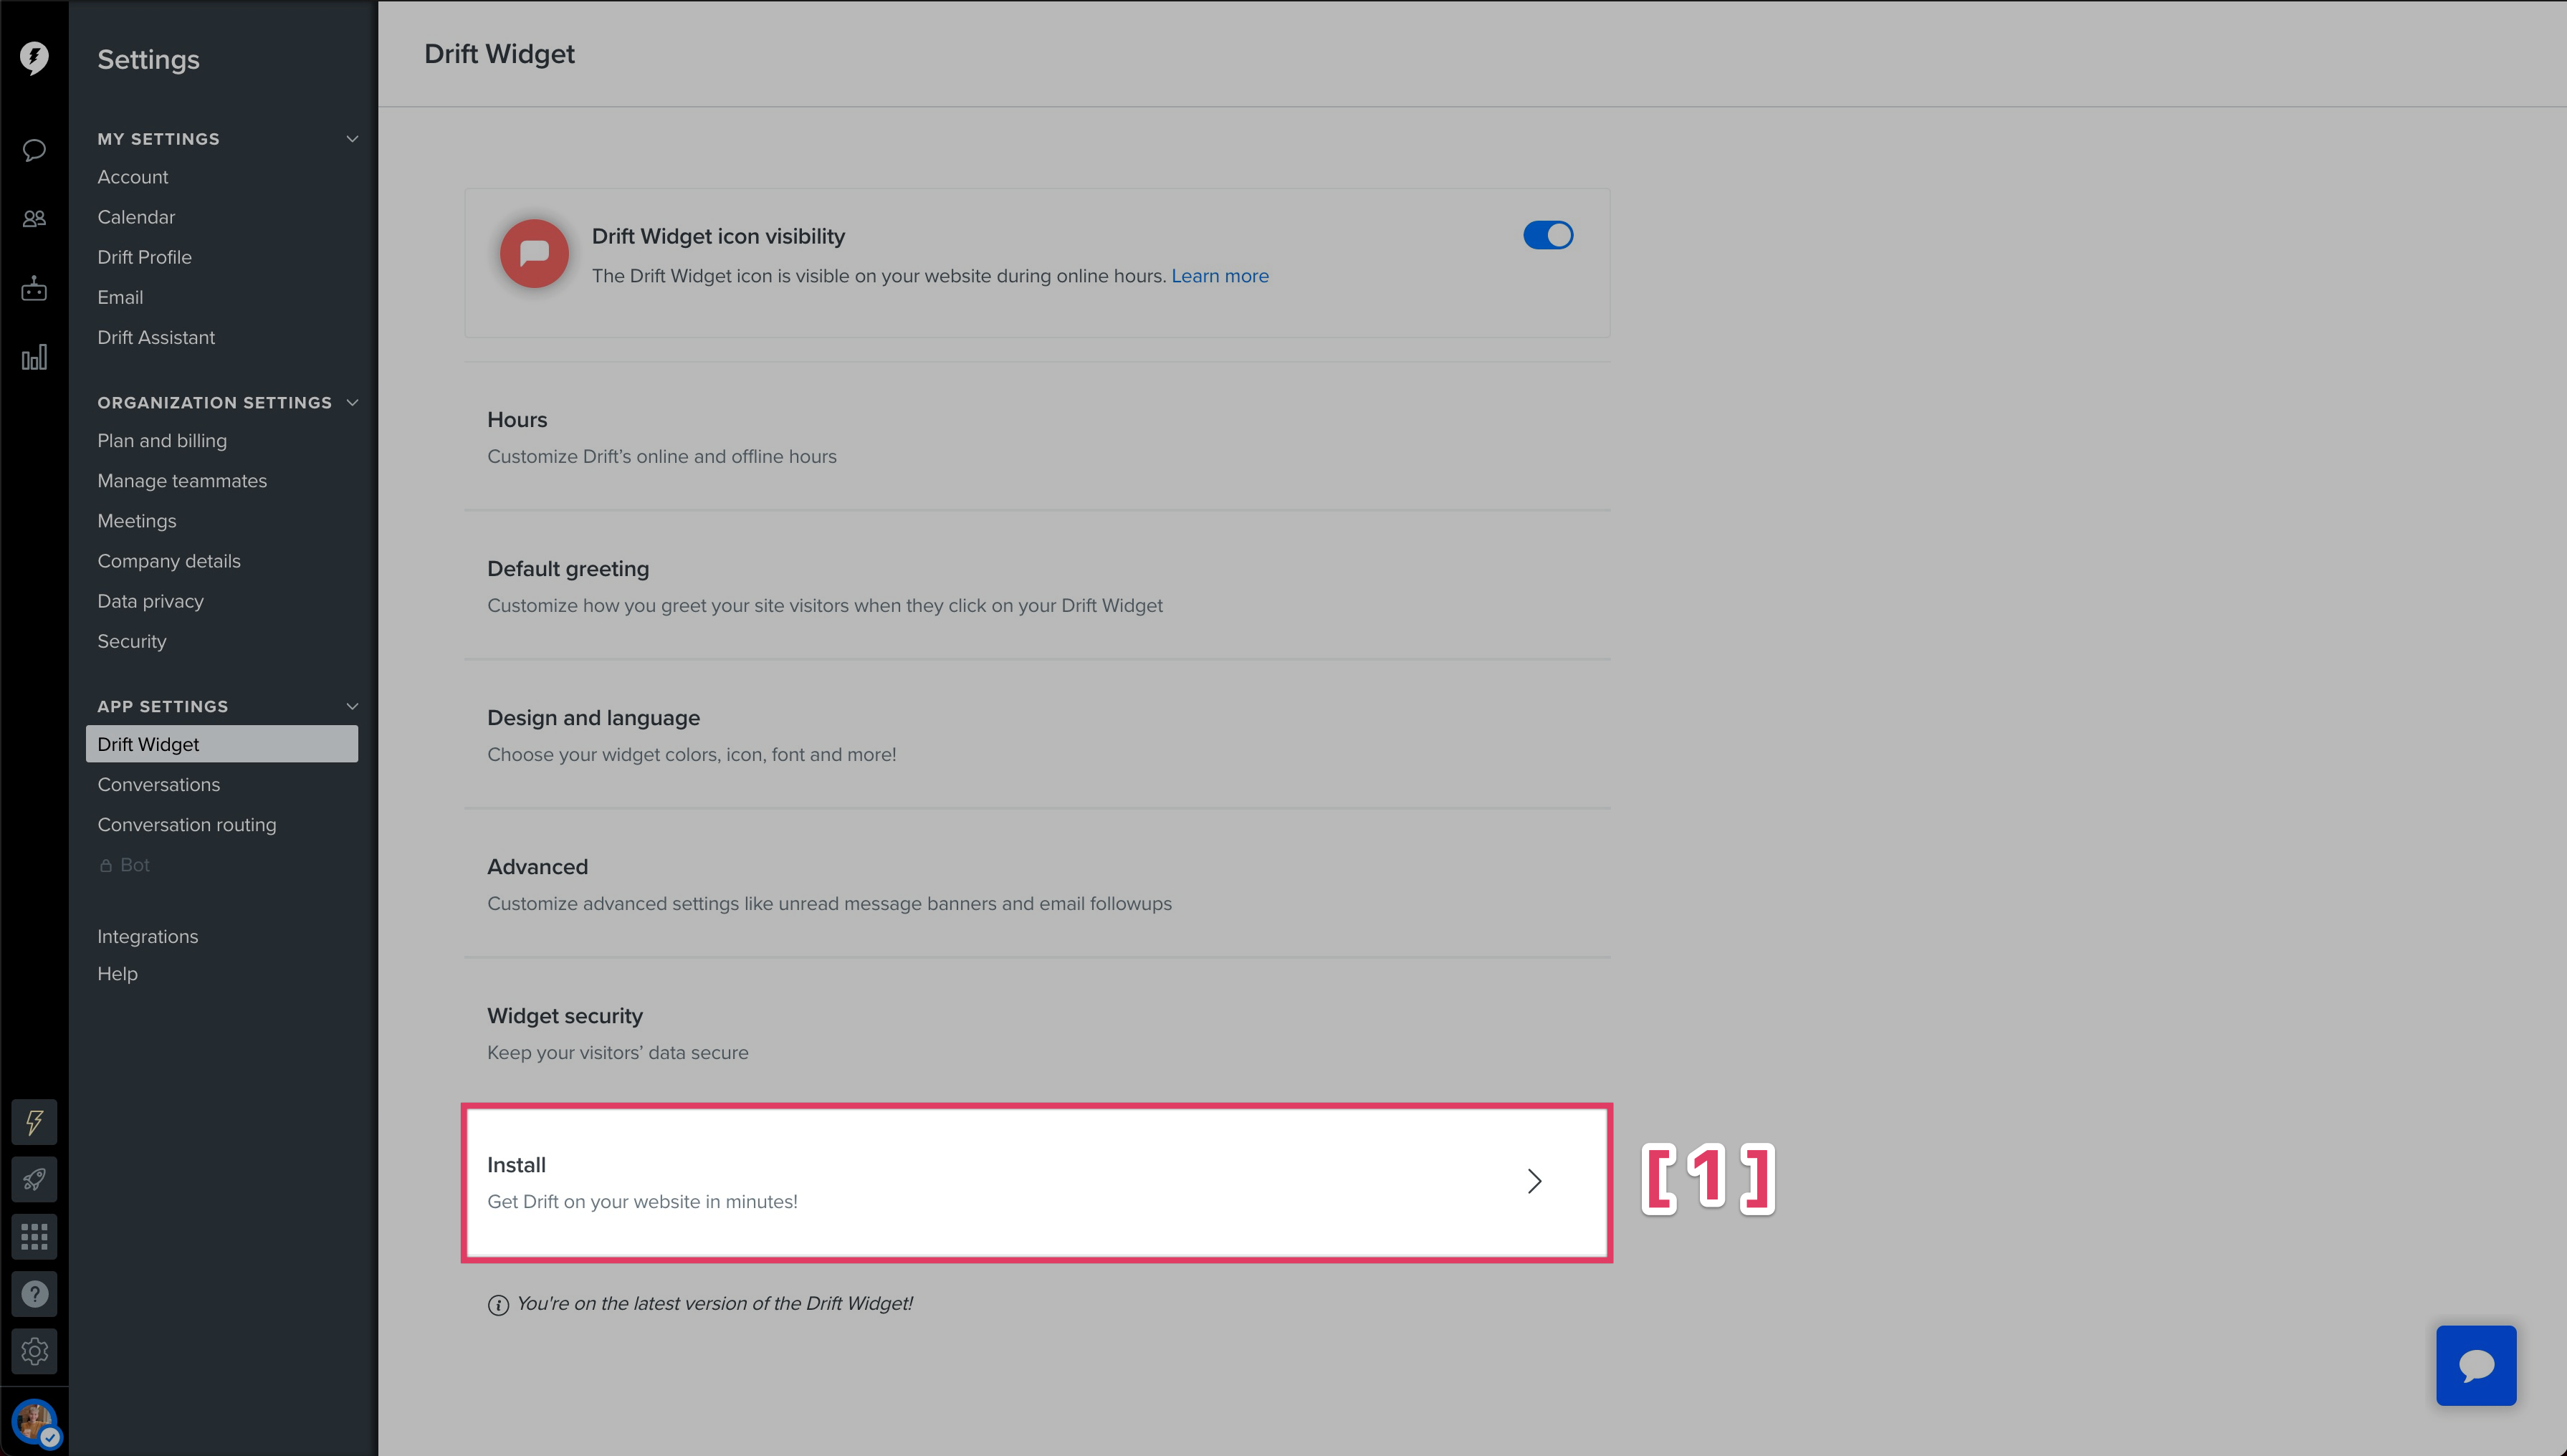 Settings
MY SETTINGS
Account
Calendar
Drift Profile
Email
Drift Assistant
ORGANIZATION SETTINGS
Plan and billing
Manage teammates
Meetings
Company details
Data privacy
Security
APP SETTINGS
Drift Widget
Conversations
Conversation routing
Bot
Integrations
Help
Drift Widget
Drift Widget icon visibility
The Drift Widget icon is visible on your website during online hours. Learn more
Hours
Customize Drift's online and offline hours
Default greeting
Customize how you greet your site visitors when they click on your Drift Widget
Design and language
Choose your widget colors, icon, font and more!
Advanced
Customize advanced settings like unread message banners and email followups
Widget security
Keep your visitors’ data secure
Install
Get Drift on your website in minutes!
[1]
You're on the latest version of the Drift Widget!